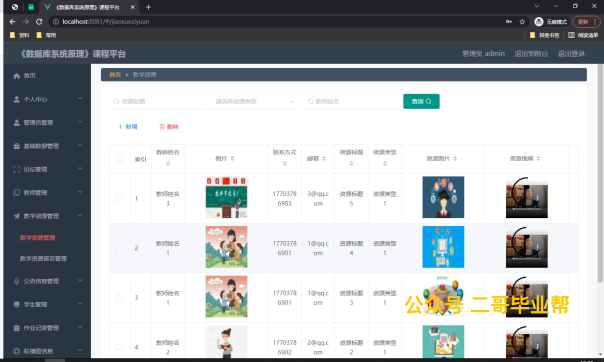 《数据库系统原理》课程平台
localhost:8081/#/jiaoxueziyuan
无痕模式
更新
资料
常用
其他书签
阅读清单
《数据库系统原理》课程平台
管理员 admin
退出到前台
退出登录
首页
个人中心
管理员管理
基础数据管理
论坛管理
教师管理
教学资源管理
教学资源管理
教学资源留言管理
公告信息管理
学生管理
作业记录管理
轮播图信息
首页 > 教学资源
资源标题
请选择资源类型
教师姓名
查询
+ 新增
删除
索引
教师姓名
图片
联系方式
邮箱
资源标题
资源类型
资源图片
资源视频
1
教师姓名
3
1770378
6903
3@qq.c
om
资源标题
5
资源类型
1
2
教师姓名
1
1770378
6901
1@qq.c
om
资源标题
4
资源类型
1
3
教师姓名
1
1770378
6901
1@qq.c
om
资源标题
3
资源类型
1
4
教师姓名
2
1770378
6902
2@qq.c
om
资源标题
2
资源类型
1
公众号 二哥毕业帮